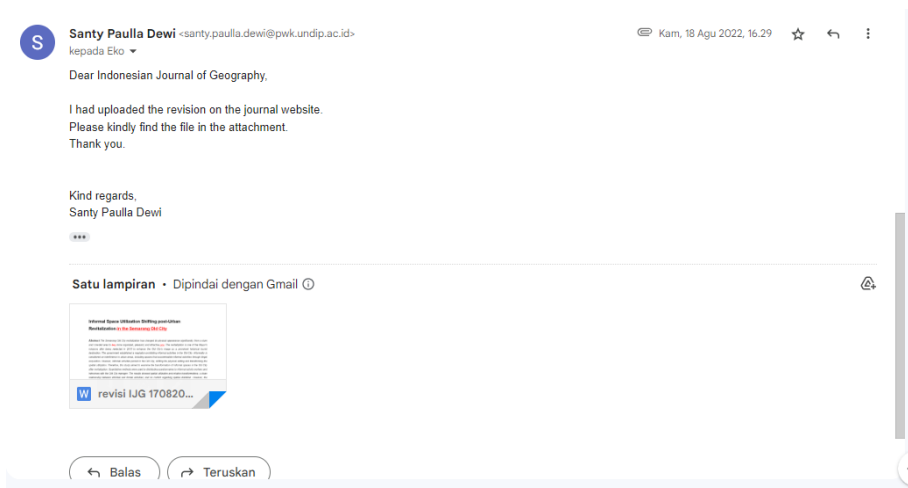 S
Santy Paulla Dewi <santy.paulla.dewi@pwk.undip.ac.id>
Kam, 18 Agu 2022, 16.29
kepada Eko
Dear Indonesian Journal of Geography,
I had uploaded the revision on the journal website.
Please kindly find the file in the attachment.
Thank you.
Kind regards,
Santy Paulla Dewi
Satu lampiran • Dipindai dengan Gmail
Informal Space Utilization Shifting post-Urban
Revitalization in the Semarang Old City
W revisi IJG 170820...
Balas
Teruskan